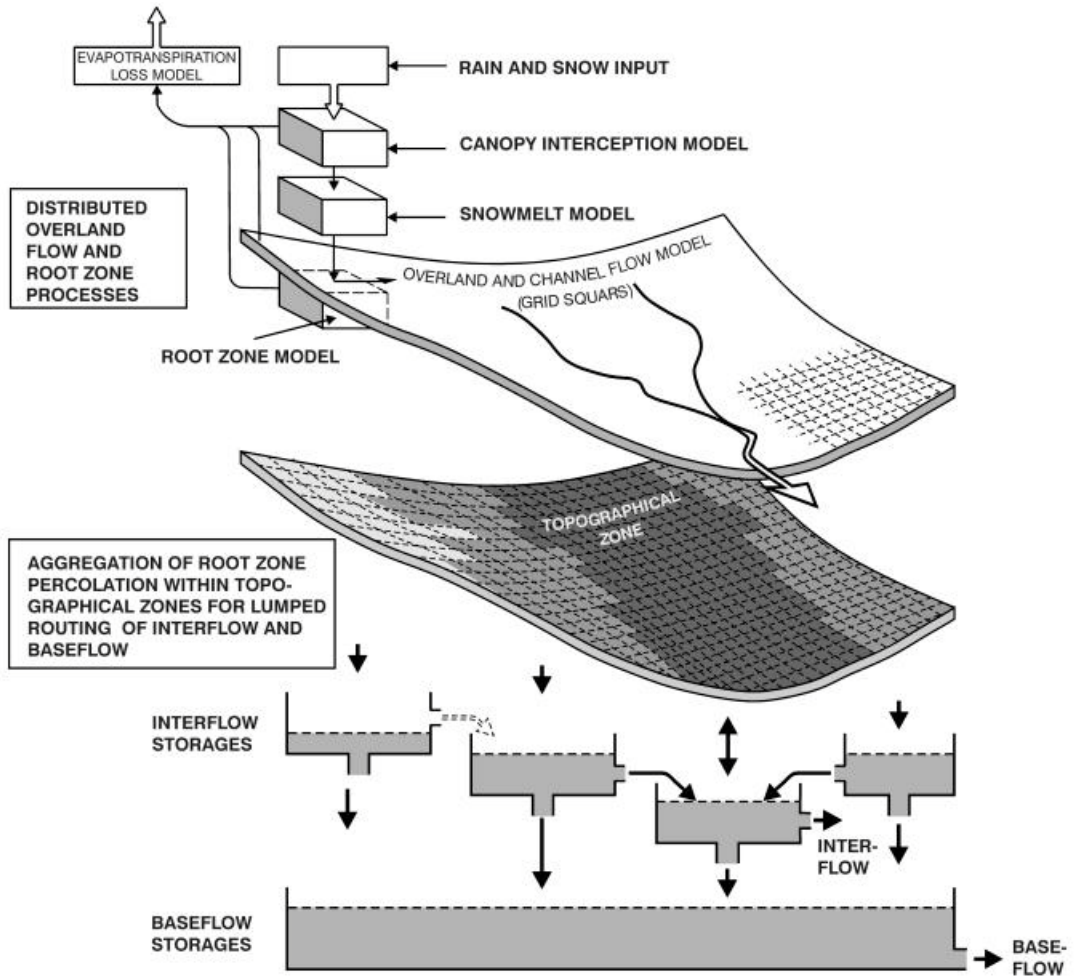 EVAPOTRANSPIRATION
LOSS MODEL
RAIN AND SNOW INPUT
CANOPY INTERCEPTION MODEL
SNOWMELT MODEL
DISTRIBUTED
OVERLAND
FLOW AND
ROOT ZONE
PROCESSES
OVERLAND AND CHANNEL FLOW MODEL
(GRID SQUARS)
ROOT ZONE MODEL
TOPOGRAPHICAL
ZONE
AGGREGATION OF ROOT ZONE
PERCOLATION WITHIN TOPO-
GRAPHICAL ZONES FOR LUMPED
ROUTING OF INTERFLOW AND
BASEFLOW
INTERFLOW
STORAGES
INTER-
FLOW
BASEFLOW
STORAGES
BASE-
FLOW